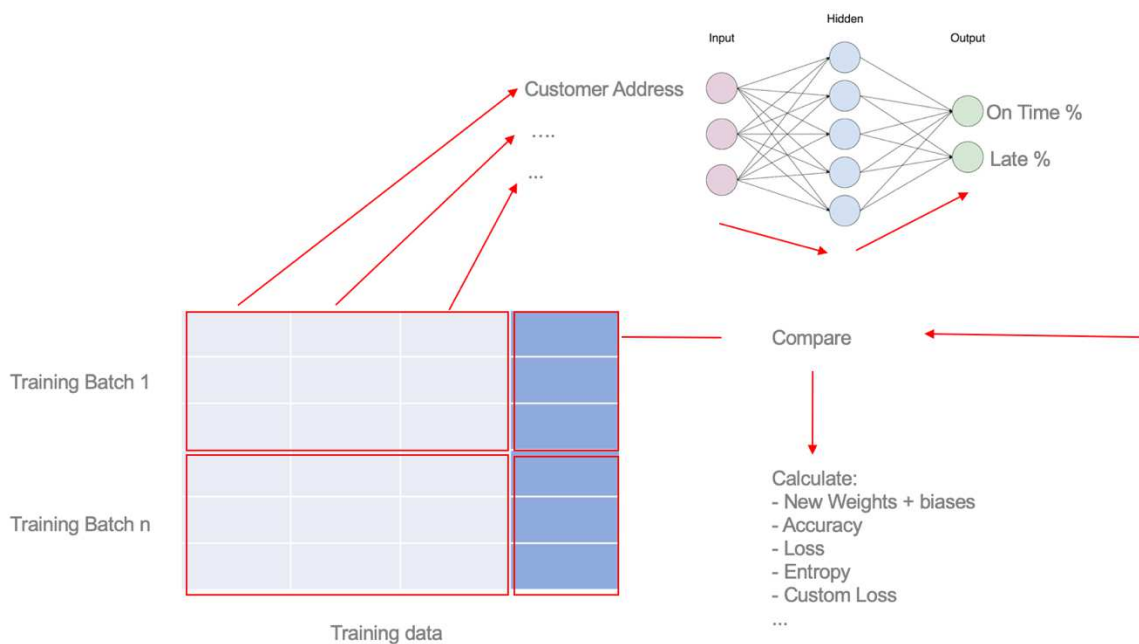 Hidden
Input
Output
Customer Address
....
...
On Time %
Late %
Compare
Training Batch 1
Training Batch n
Calculate:
- New Weights + biases
- Accuracy
- Loss
- Entropy
- Custom Loss
...
Training data